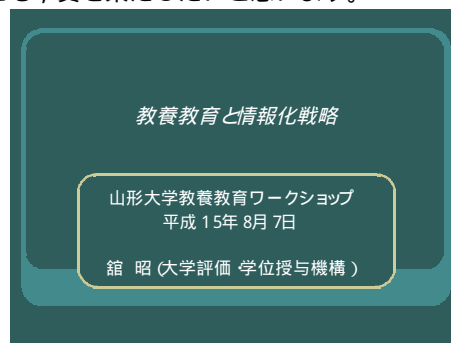 教養教育と情報化戦略
山形大学教養教育ワークショップ
平成15年8月7日
舘 昭(大学評価・学位授与機構)